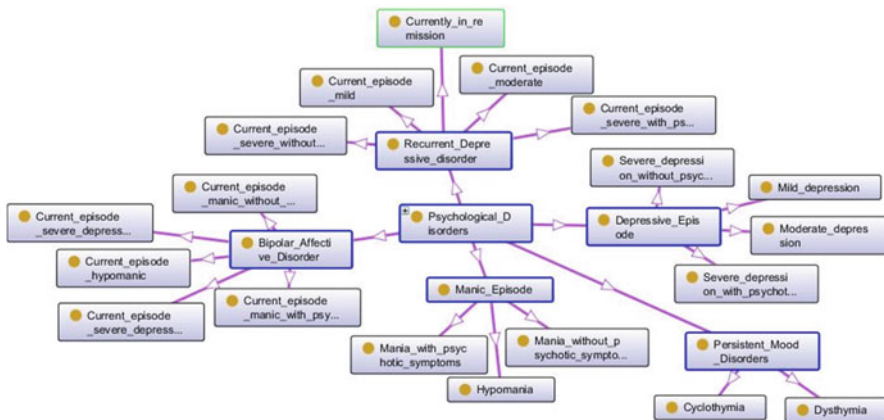 Currently_in_re
mission
Current_episode
_mild
Current_episode
_moderate
Current_episode
_severe_without...
Current_episode
_severe_with_ps...
Recurrent_Depre
ssive_disorder
Severe_depressi
on_without_psyc...
Mild_depression
Current_episode
_manic_without_...
Current_episode
_severe_depress...
Psychological_D
isorders
Depressive_Epis
ode
Moderate_depres
sion
Bipolar_Affecti
ve_Disorder
Current_episode
_hypomanic
Severe_depressi
on_with_psychot...
Manic_Episode
Current_episode
_manic_with_psy...
Current_episode
_severe_depress...
Mania_with_psyc
hotic_symptoms
Mania_without_p
sychotic_sympto...
Persistent_Mood
_Disorders
Hypomania
Cyclothymia
Dysthymia